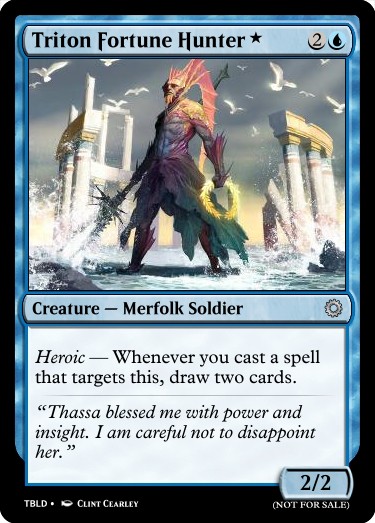 Triton Fortune Hunter ★ 2
Creature — Merfolk Soldier
Heroic — Whenever you cast a spell
that targets this, draw two cards.
“Thassa blessed me with power and
insight. I am careful not to disappoint
her.”
2/2
TBLD • Clint Cearley
(NOT FOR SALE)